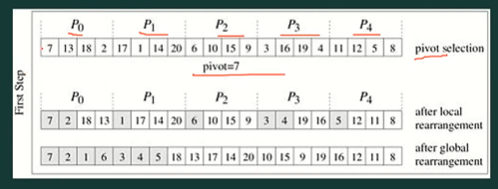 First Step
P0 P1 P2 P3 P4
7 13 18 2 17 1 14 20 6 10 15 9 3 16 19 4 11 12 5 8 pivot selection
pivot=7
P0 P1 P2 P3 P4
7 2 18 13 1 17 14 20 6 10 15 9 3 4 19 16 5 12 11 8 after local
rearrangement
7 2 1 6 3 4 5 18 13 17 14 20 10 15 9 19 16 12 11 8 after global
rearrangement